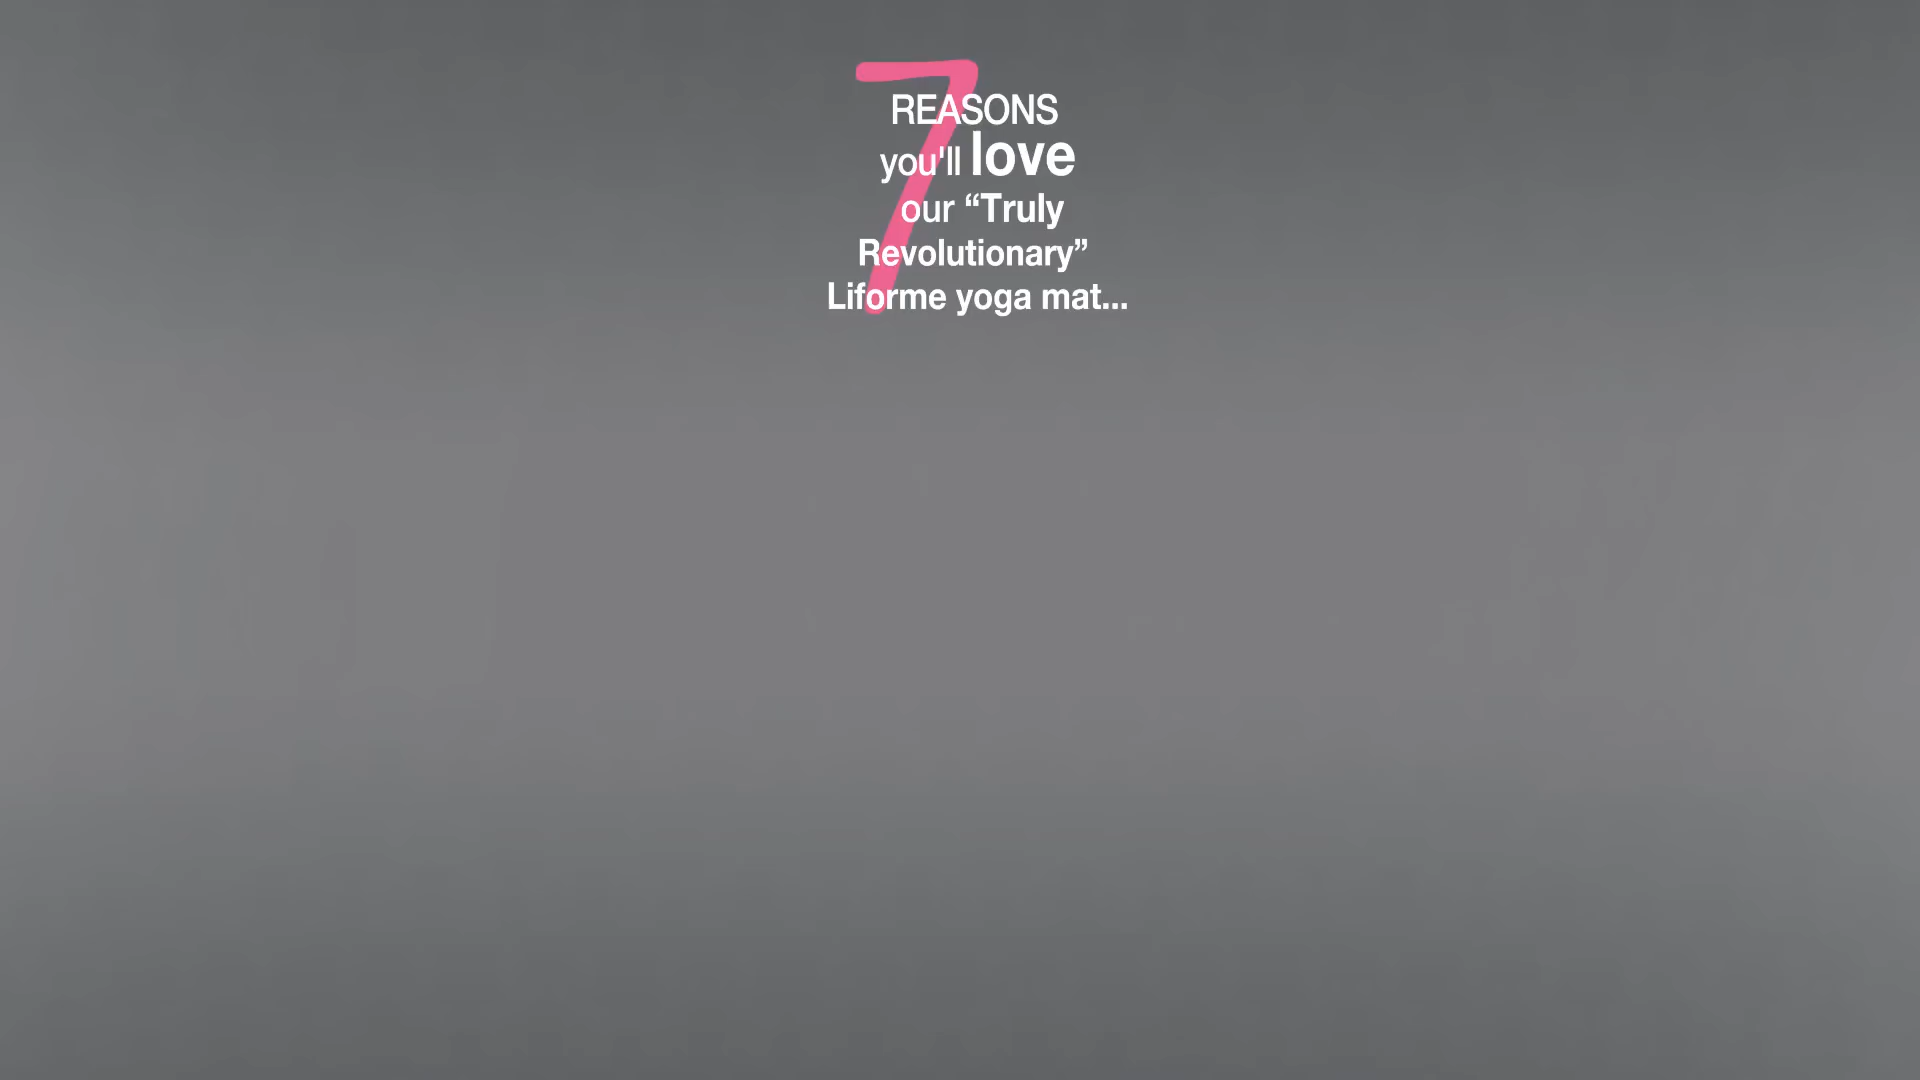 7
REASONS
you'll love
our “Truly
Revolutionary”
Liforme yoga mat...